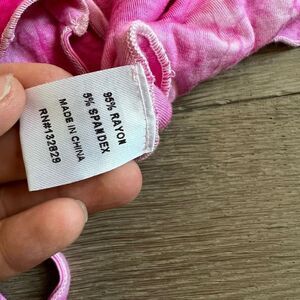 95% RAYON
5% SPANDEX
MADE IN CHINA
RN#132829